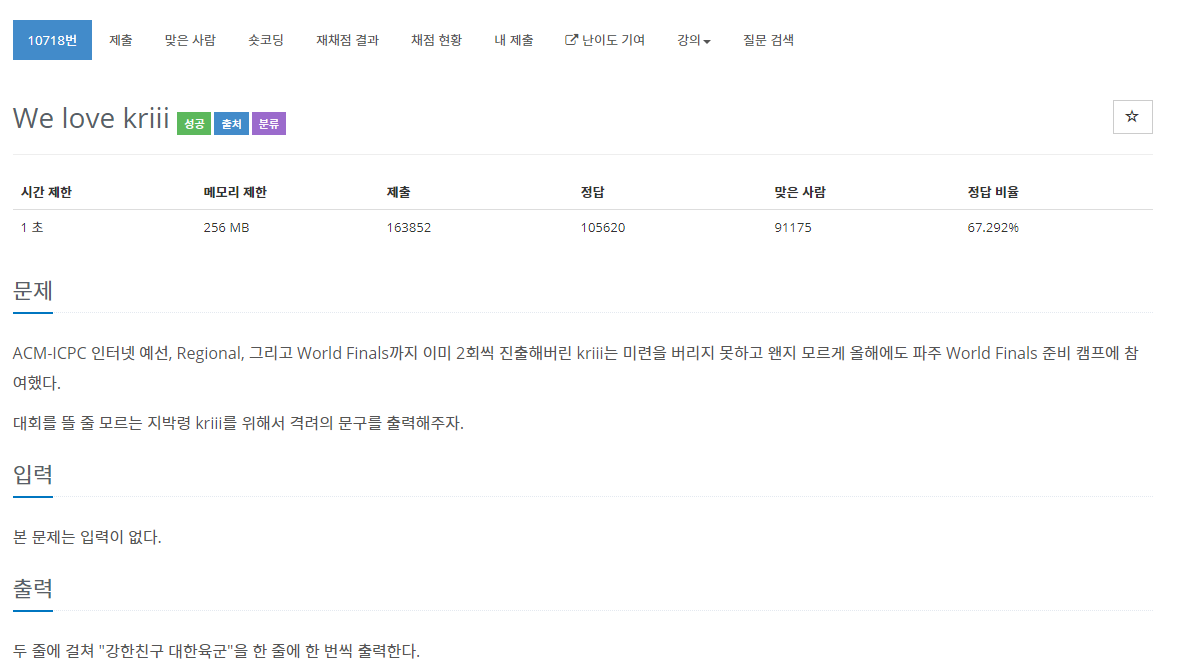 10718번 제출 맞은 사람 숏코딩 재채점 결과 채점 현황 내 제출 난이도 기여 강의 질문 검색
We love kriii 성공 출처 분류
시간 제한 메모리 제한 제출 정답 맞은 사람 정답 비율
1 초 256 MB 163852 105620 91175 67.292%
문제
ACM-ICPC 인터넷 예선, Regional, 그리고 World Finals까지 이미 2회씩 진출해버린 kriii는 미련을 버리지 못하고 왠지 모르게 올해에도 파주 World Finals 준비 캠프에 참
여했다.
대회를 뜰 줄 모르는 지박령 kriii를 위해서 격려의 문구를 출력해주자.
입력
본 문제는 입력이 없다.
출력
두 줄에 걸쳐 "강한친구 대한육군"을 한 줄에 한 번씩 출력한다.